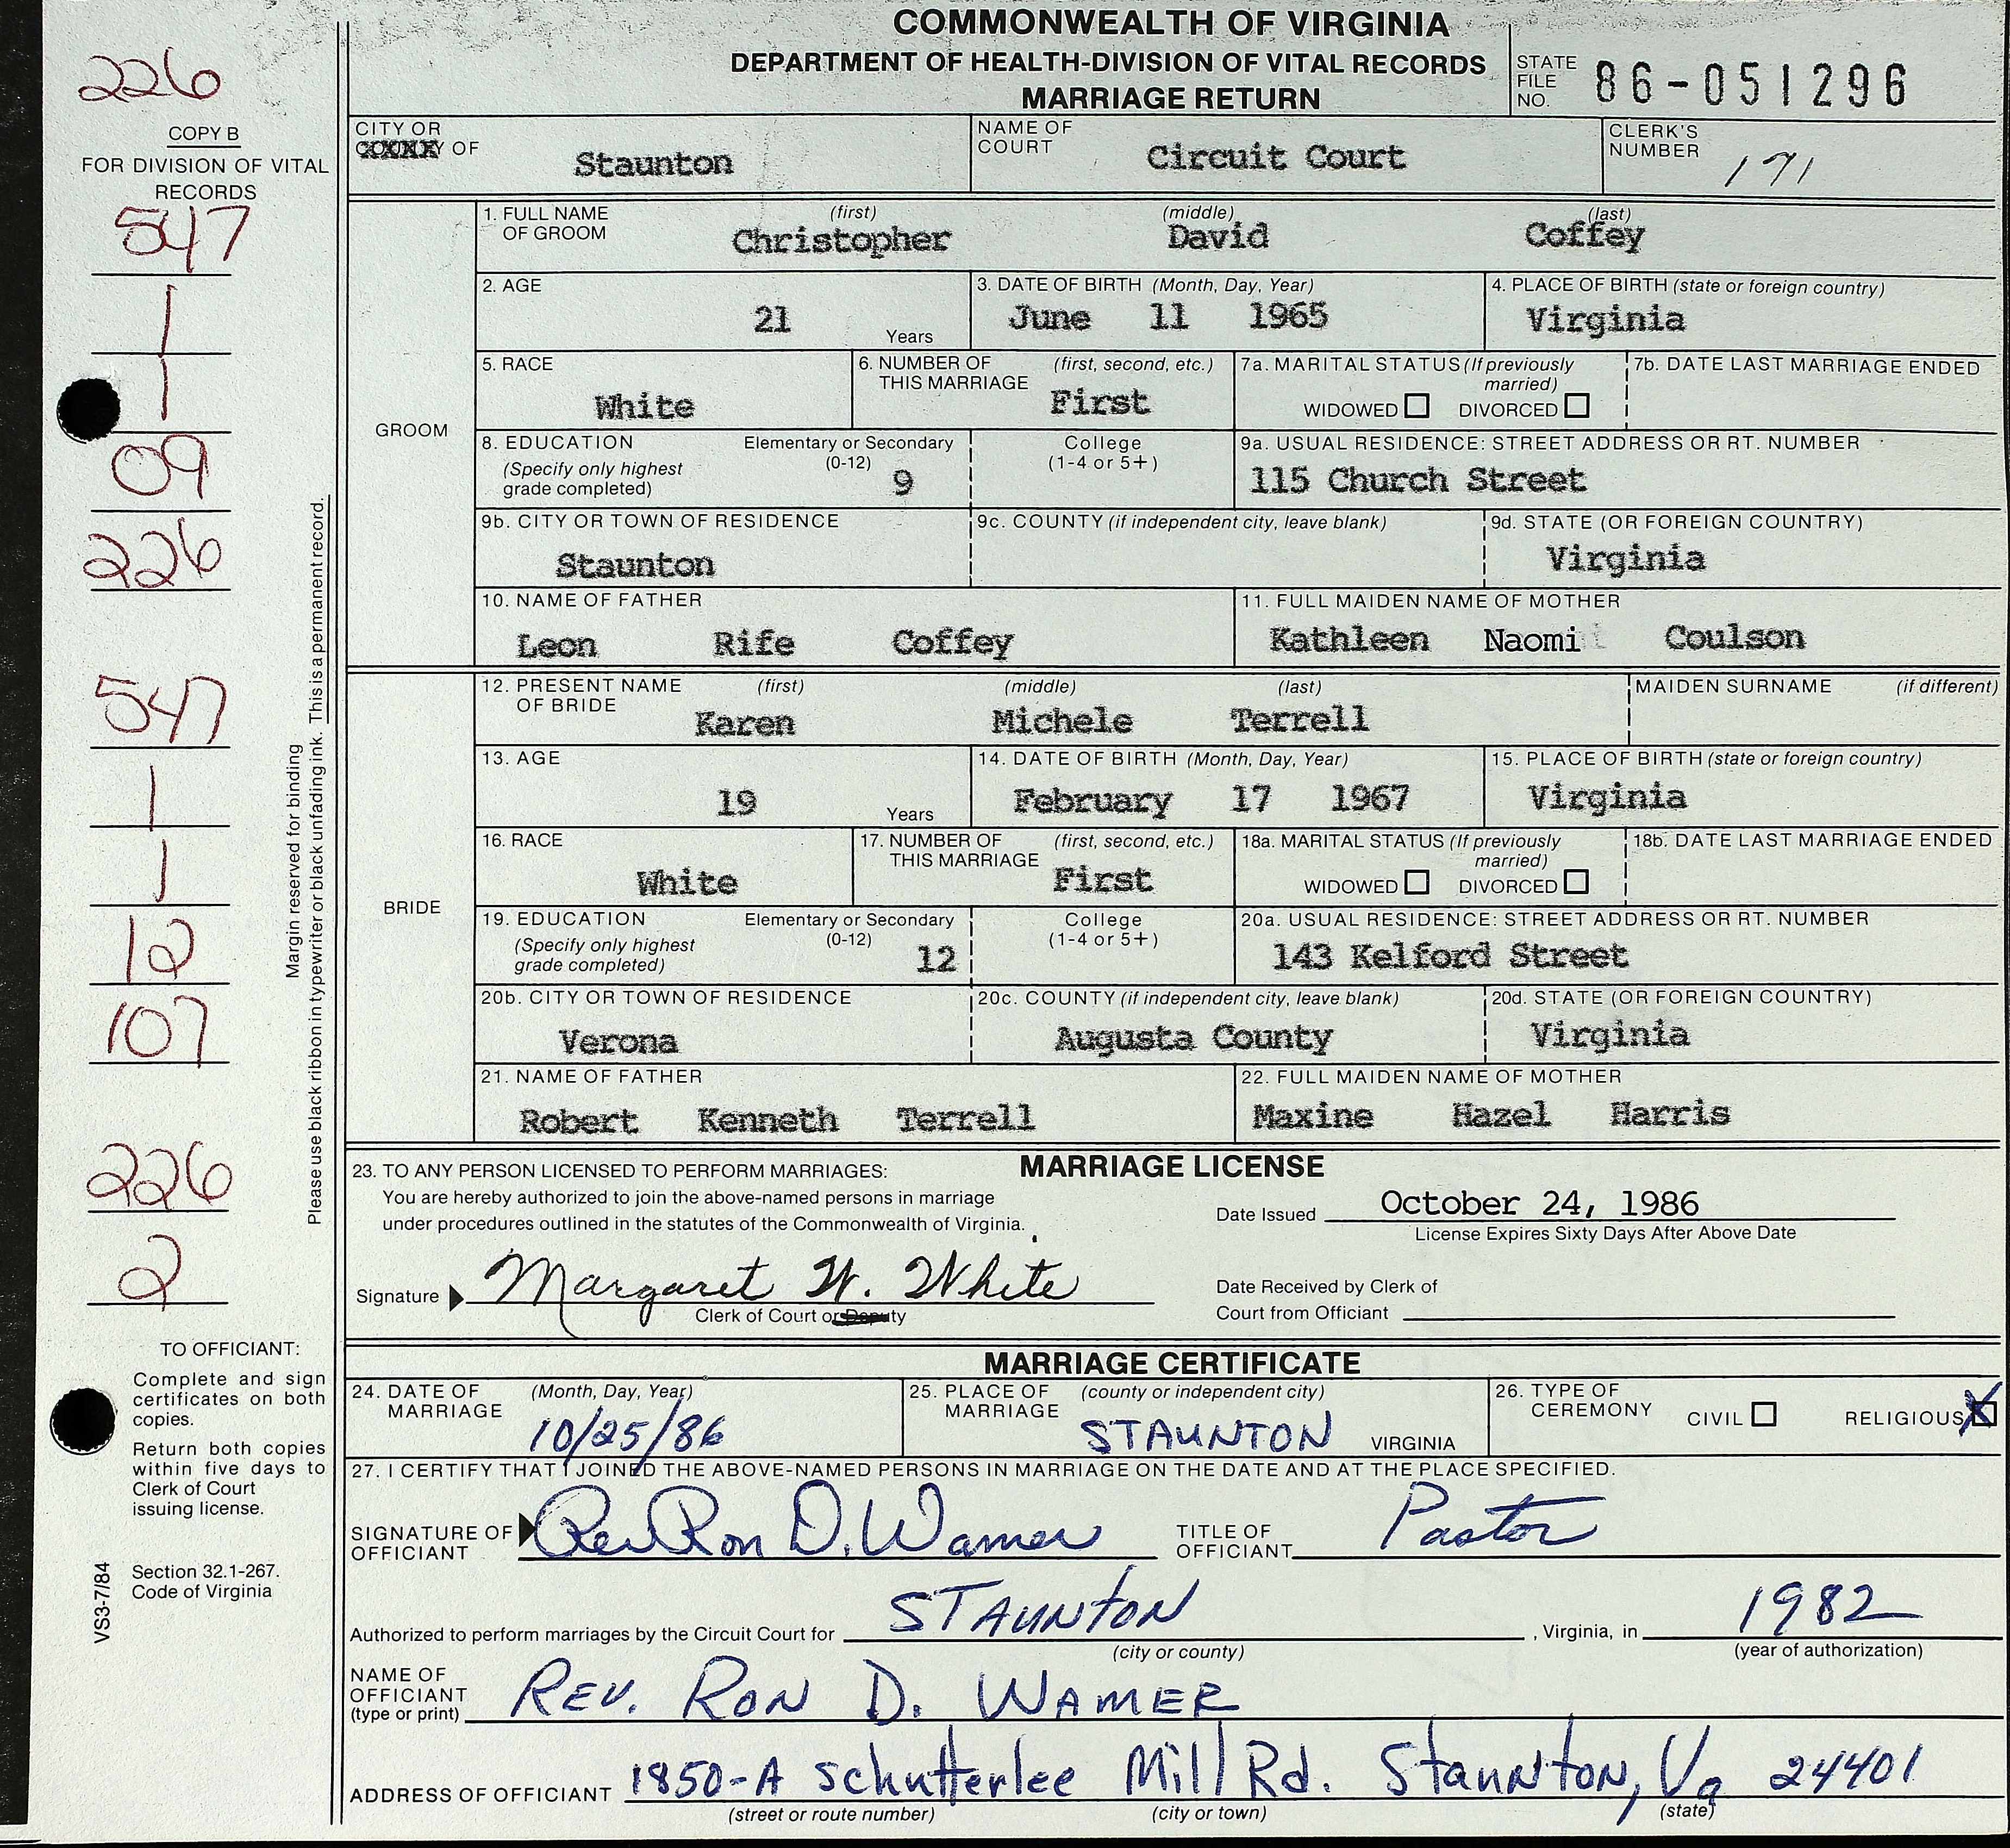 COMMONWEALTH OF VIRGINIA
DEPARTMENT OF HEALTH-DIVISION OF VITAL RECORDS
MARRIAGE RETURN
STATE FILE NO. 86-051296
226
COPY B
FOR DIVISION OF VITAL RECORDS
547
1
1
09
226
547
1
1
12
107
226
2
Margin reserved for binding
Please use black ribbon in typewriter or black unfading ink. This is a permanent record.
TO OFFICIANT:
Complete and sign
certificates on both
copies.
Return both copies
within five days to
Clerk of Court
issuing license.
Section 32.1-267.
Code of Virginia
VS3-7/84
CITY OR XXXX OF Staunton
NAME OF COURT Circuit Court
CLERK'S NUMBER 171
GROOM
1. FULL NAME OF GROOM (first) Christopher (middle) David (last) Coffey
2. AGE 21 Years
3. DATE OF BIRTH (Month, Day, Year) June 11 1965
4. PLACE OF BIRTH (state or foreign country) Virginia
5. RACE White
6. NUMBER OF THIS MARRIAGE (first, second, etc.) First
7a. MARITAL STATUS (If previously married) WIDOWED DIVORCED
7b. DATE LAST MARRIAGE ENDED
8. EDUCATION (Specify only highest grade completed) Elementary or Secondary (0-12) 9 College (1-4 or 5+)
9a. USUAL RESIDENCE: STREET ADDRESS OR RT. NUMBER 115 Church Street
9b. CITY OR TOWN OF RESIDENCE Staunton
9c. COUNTY (if independent city, leave blank)
9d. STATE (OR FOREIGN COUNTRY) Virginia
10. NAME OF FATHER Leon Rife Coffey
11. FULL MAIDEN NAME OF MOTHER Kathleen Naomi Coulson
BRIDE
12. PRESENT NAME OF BRIDE (first) Karen (middle) Michele (last) Terrell
MAIDEN SURNAME (if different)
13. AGE 19 Years
14. DATE OF BIRTH (Month, Day, Year) February 17 1967
15. PLACE OF BIRTH (state or foreign country) Virginia
16. RACE White
17. NUMBER OF THIS MARRIAGE (first, second, etc.) First
18a. MARITAL STATUS (If previously married) WIDOWED DIVORCED
18b. DATE LAST MARRIAGE ENDED
19. EDUCATION (Specify only highest grade completed) Elementary or Secondary (0-12) 12 College (1-4 or 5+)
20a. USUAL RESIDENCE: STREET ADDRESS OR RT. NUMBER 143 Kelford Street
20b. CITY OR TOWN OF RESIDENCE Verona
20c. COUNTY (if independent city, leave blank) Augusta County
20d. STATE (OR FOREIGN COUNTRY) Virginia
21. NAME OF FATHER Robert Kenneth Terrell
22. FULL MAIDEN NAME OF MOTHER Maxine Hazel Harris
MARRIAGE LICENSE
23. TO ANY PERSON LICENSED TO PERFORM MARRIAGES:
You are hereby authorized to join the above-named persons in marriage
under procedures outlined in the statutes of the Commonwealth of Virginia.
Date Issued October 24, 1986
License Expires Sixty Days After Above Date
Signature Margaret W. White
Clerk of Court or Deputy
Date Received by Clerk of
Court from Officiant
MARRIAGE CERTIFICATE
24. DATE OF MARRIAGE (Month, Day, Year) 10/25/86
25. PLACE OF MARRIAGE (county or independent city) STAUNTON VIRGINIA
26. TYPE OF CEREMONY CIVIL RELIGIOUS X
27. I CERTIFY THAT I JOINED THE ABOVE-NAMED PERSONS IN MARRIAGE ON THE DATE AND AT THE PLACE SPECIFIED.
SIGNATURE OF OFFICIANT Rev Ron D. Wamer
TITLE OF OFFICIANT Pastor
Authorized to perform marriages by the Circuit Court for STAUNTON , Virginia, in 1982
(city or county) (year of authorization)
NAME OF OFFICIANT (type or print) REV. RON D. WAMER
ADDRESS OF OFFICIANT 1850-A Schutterlee Mill Rd. Staunton, Va 24401
(street or route number) (city or town) (state)